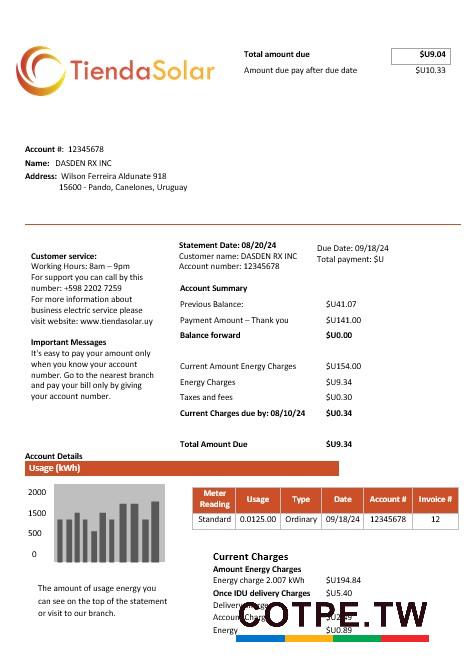 TiendaSolar
Total amount due $U9.04
Amount due pay after due date $U10.33
Account #: 12345678
Name: DASDEN RX INC
Address: Wilson Ferreira Aldunate 918
15600 - Pando, Canelones, Uruguay
Customer service:
Working Hours: 8am – 9pm
For support you can call by this
number: +598 2202 7259
For more information about
business electric service please
visit website: www.tiendasolar.uy
Important Messages
It's easy to pay your amount only
when you know your account
number. Go to the nearest branch
and pay your bill only by giving
your account number.
Statement Date: 08/20/24
Customer name: DASDEN RX INC
Account number: 12345678
Due Date: 09/18/24
Total payment: $U
Account Summary
Previous Balance: $U41.07
Payment Amount – Thank you $U141.00
Balance forward $U0.00
Current Amount Energy Charges $U154.00
Energy Charges $U9.34
Taxes and fees $U0.30
Current Charges due by: 08/10/24 $U0.34
Total Amount Due $U9.34
Account Details
Usage (kWh)
2000
1500
500
0
The amount of usage energy you
can see on the top of the statement
or visit to our branch.
Meter Reading Usage Type Date Account # Invoice #
Standard 0.0125.00 Ordinary 09/18/24 12345678 12
Current Charges
Amount Energy Charges
Energy charge 2.007 kWh $U194.84
Once IDU delivery Charges $U5.40
Delivery
Account $U2.49
Energy $U0.89
COTPE.TW